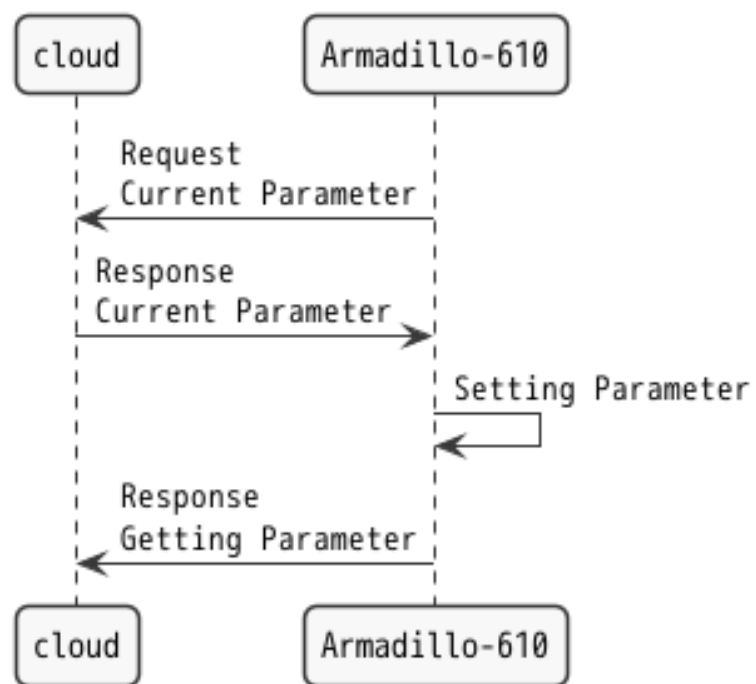 cloud
Armadillo-610
Request
Current Parameter
Response
Current Parameter
Setting Parameter
Response
Getting Parameter
cloud
Armadillo-610